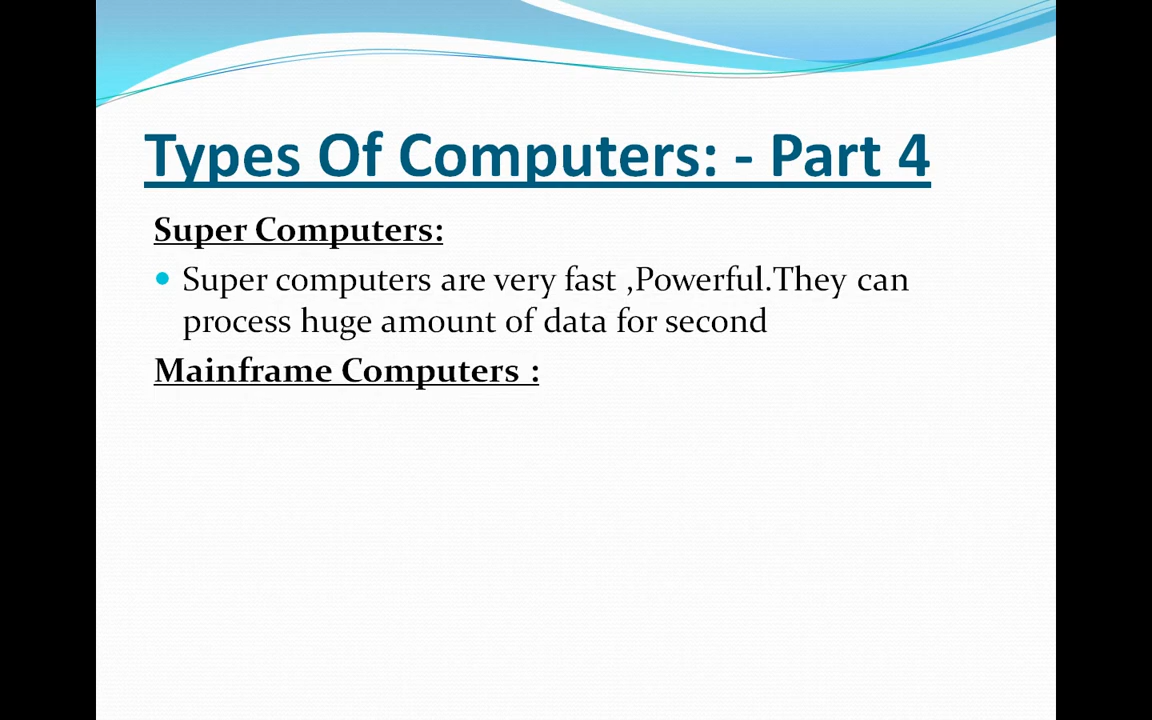 Types Of Computers: - Part 4
Super Computers:
Super computers are very fast ,Powerful.They can
process huge amount of data for second
Mainframe Computers :